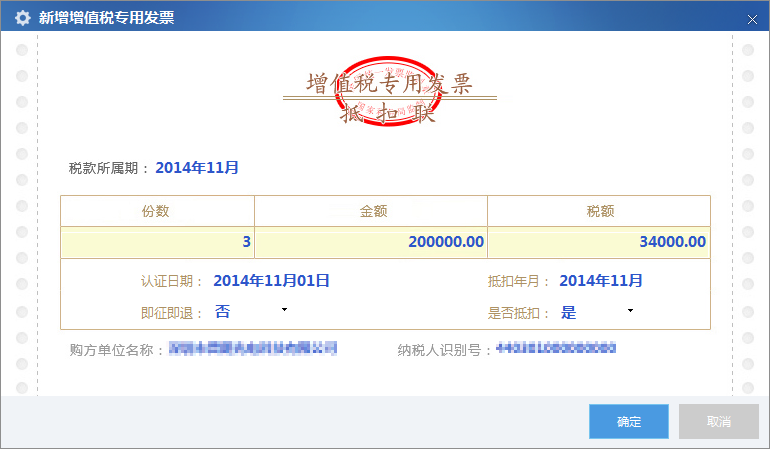 新增增值税专用发票
增值税专用发票
抵扣联
税款所属期： 2014年11月
份数 金额 税额
3 200000.00 34000.00
认证日期： 2014年11月01日 抵扣年月： 2014年11月
即征即退： 否 是否抵扣： 是
购方单位名称： 纳税人识别号：
确定 取消